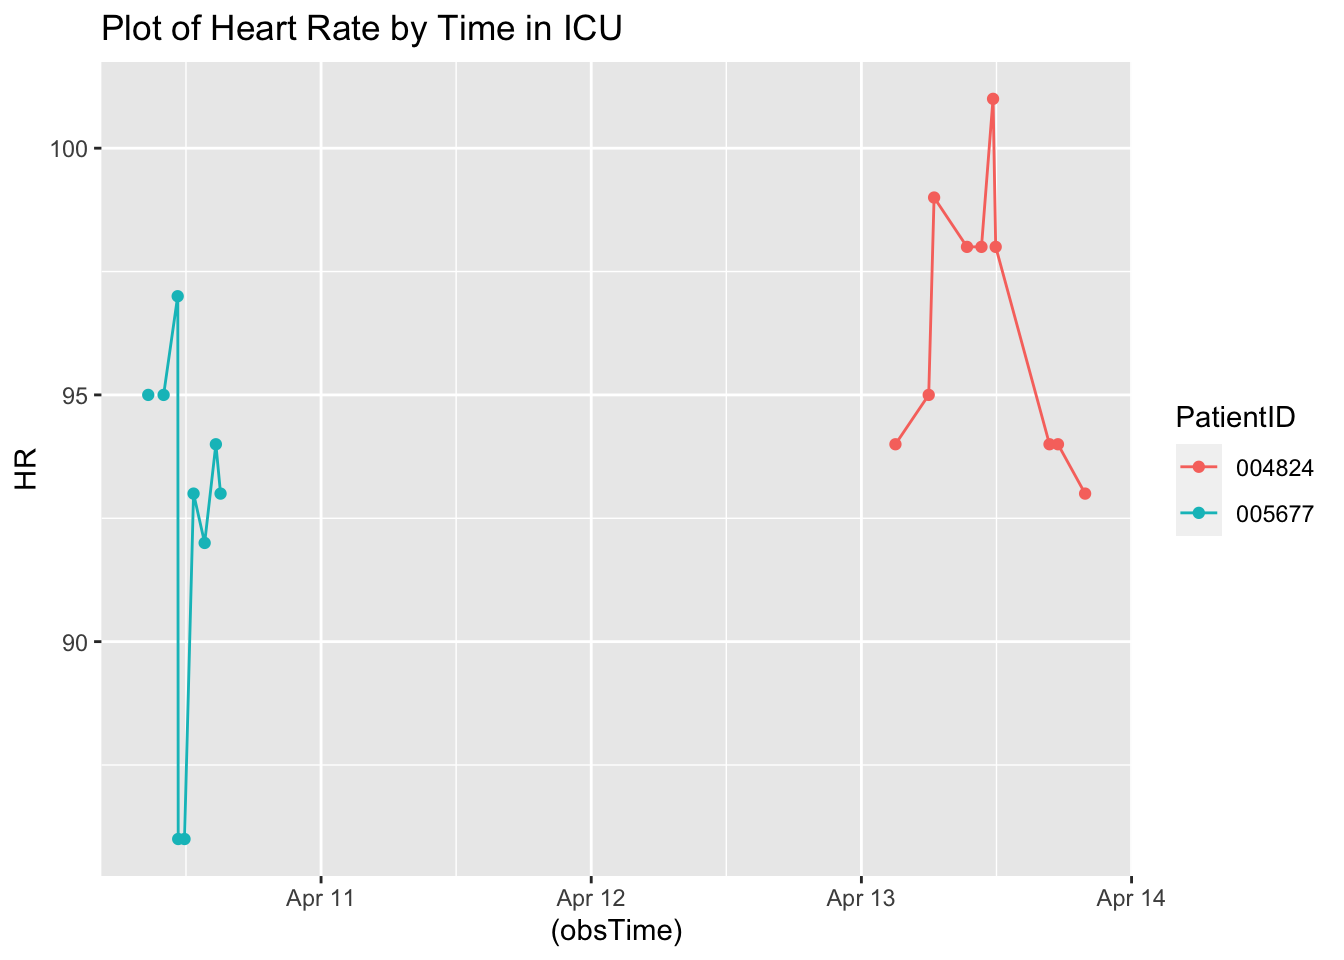 Plot of Heart Rate by Time in ICU
100
95
90
HR
Apr 11
Apr 12
Apr 13
Apr 14
(obsTime)
PatientID
004824
005677